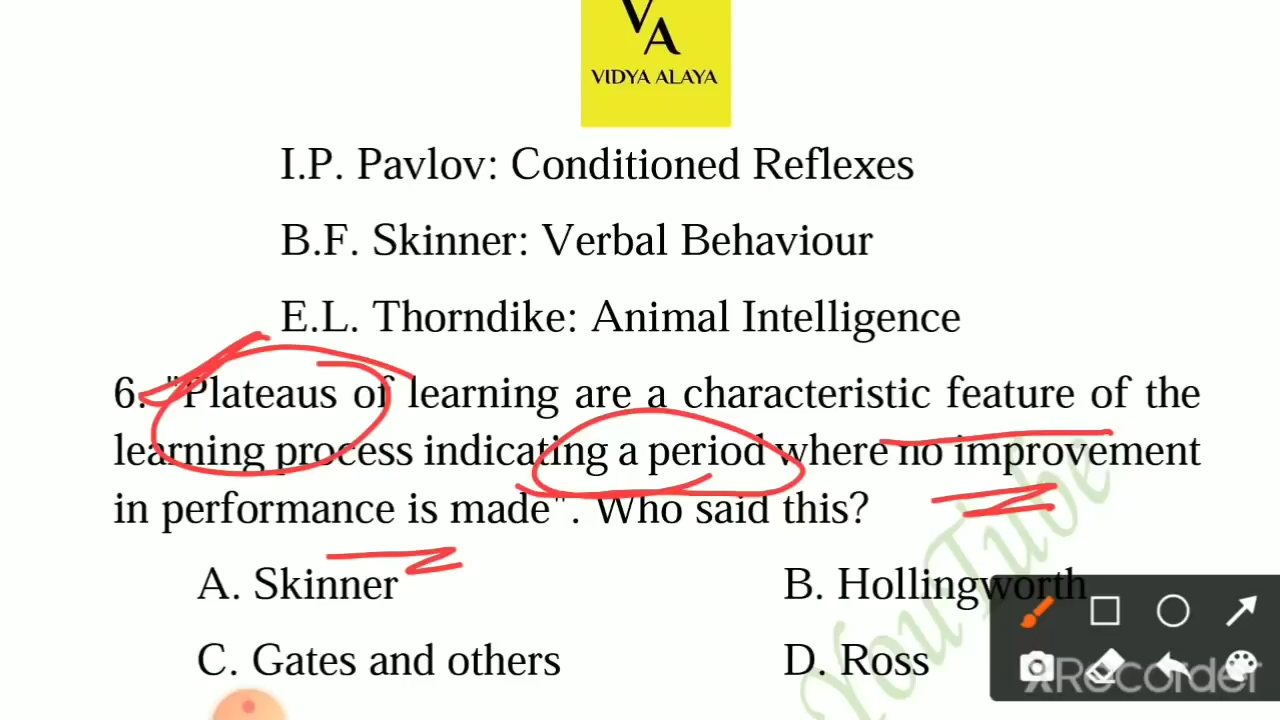 VA
VIDYA ALAYA
I.P. Pavlov: Conditioned Reflexes
B.F. Skinner: Verbal Behaviour
E.L. Thorndike: Animal Intelligence
6. "Plateaus of learning are a characteristic feature of the
learning process indicating a period where no improvement
in performance is made". Who said this?
A. Skinner
B. Hollingworth
C. Gates and others
D. Ross
YouTube
XRecorder